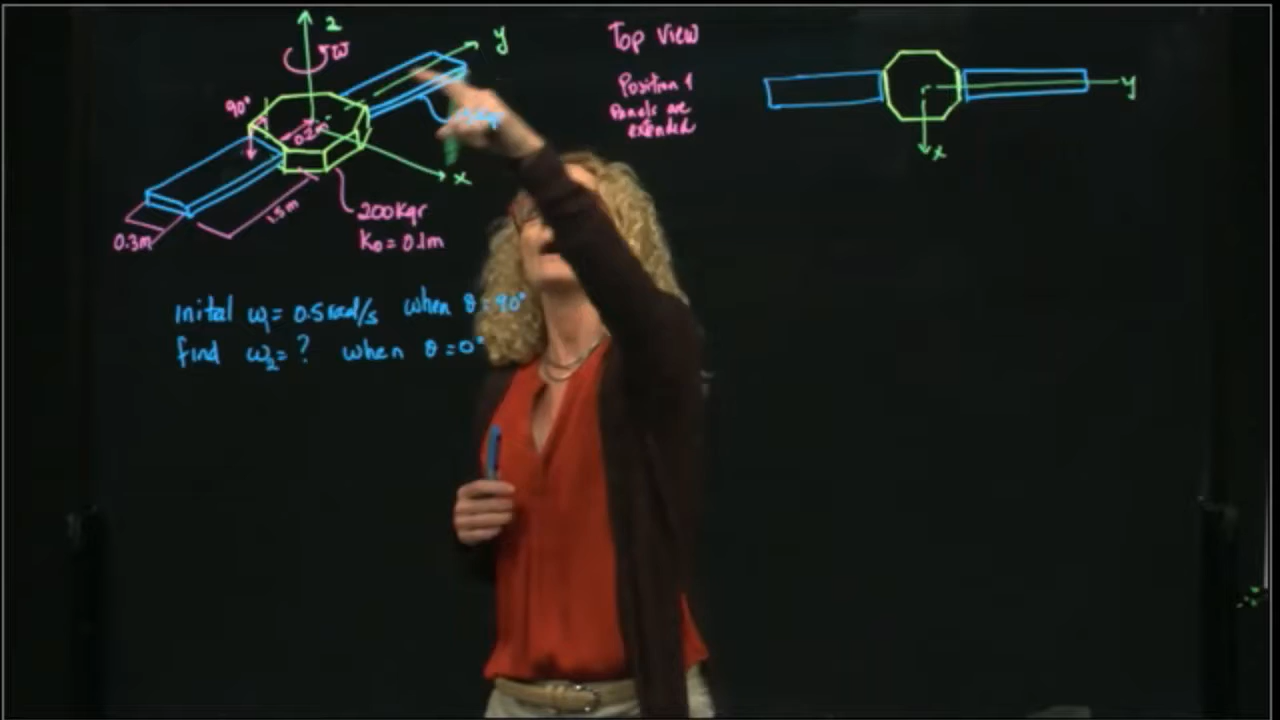 z
ω
y
90°
0.2m
x
1.5m
0.3m
200Kgr
K₀ = 0.1m
Inital ω₁ = 0.5 rad/s when θ = 90°
find ω₂ = ? when θ = 0°
Top View
Position 1
Panels are
extended
y
x